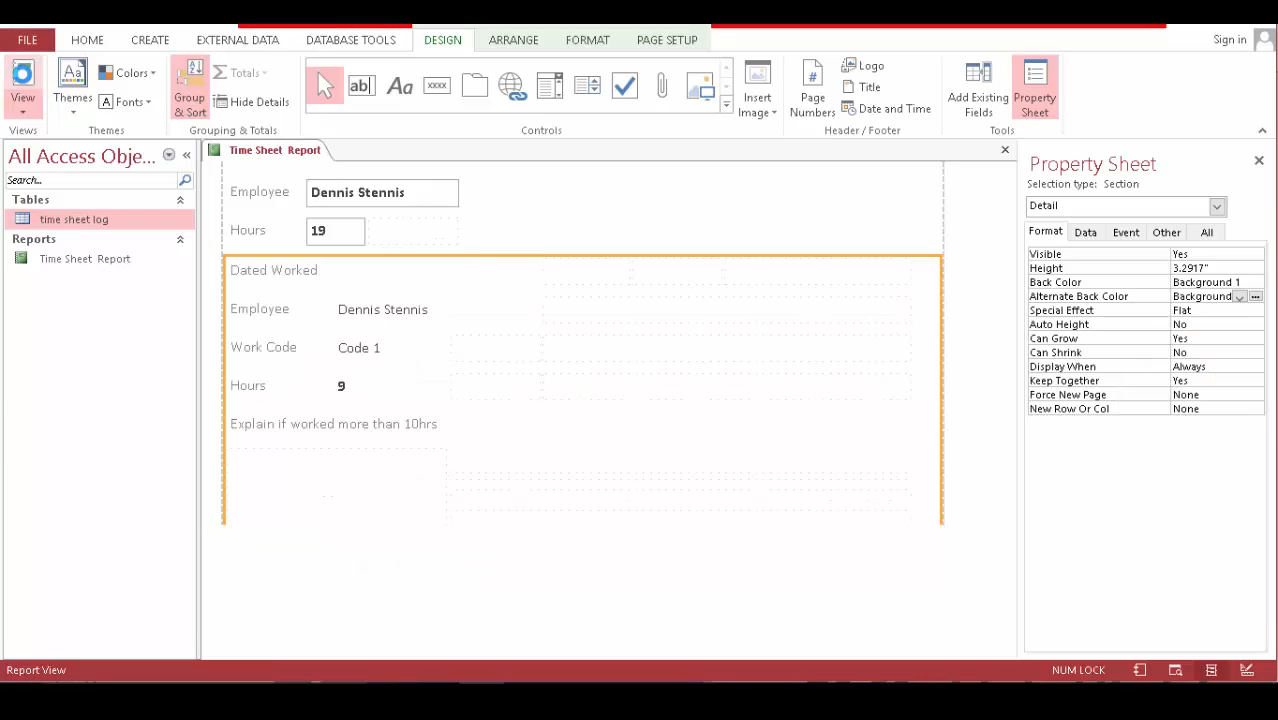 FILE HOME CREATE EXTERNAL DATA DATABASE TOOLS DESIGN ARRANGE FORMAT PAGE SETUP Sign in
View Themes Colors Fonts Group & Sort Totals Hide Details Aa xxxx Insert Image Page Numbers Logo Title Date and Time Add Existing Fields Property Sheet
Views Themes Grouping & Totals Controls Header / Footer Tools
All Access Obje...
Search...
Tables
time sheet log
Reports
Time Sheet Report
Time Sheet Report
Employee Dennis Stennis
Hours 19
Dated Worked
Employee Dennis Stennis
Work Code Code 1
Hours 9
Explain if worked more than 10hrs
Property Sheet
Selection type: Section
Detail
Format Data Event Other All
Visible Yes
Height 3.2917"
Back Color Background 1
Alternate Back Color Background
Special Effect Flat
Auto Height No
Can Grow Yes
Can Shrink No
Display When Always
Keep Together Yes
Force New Page None
New Row Or Col None
Report View NUM LOCK